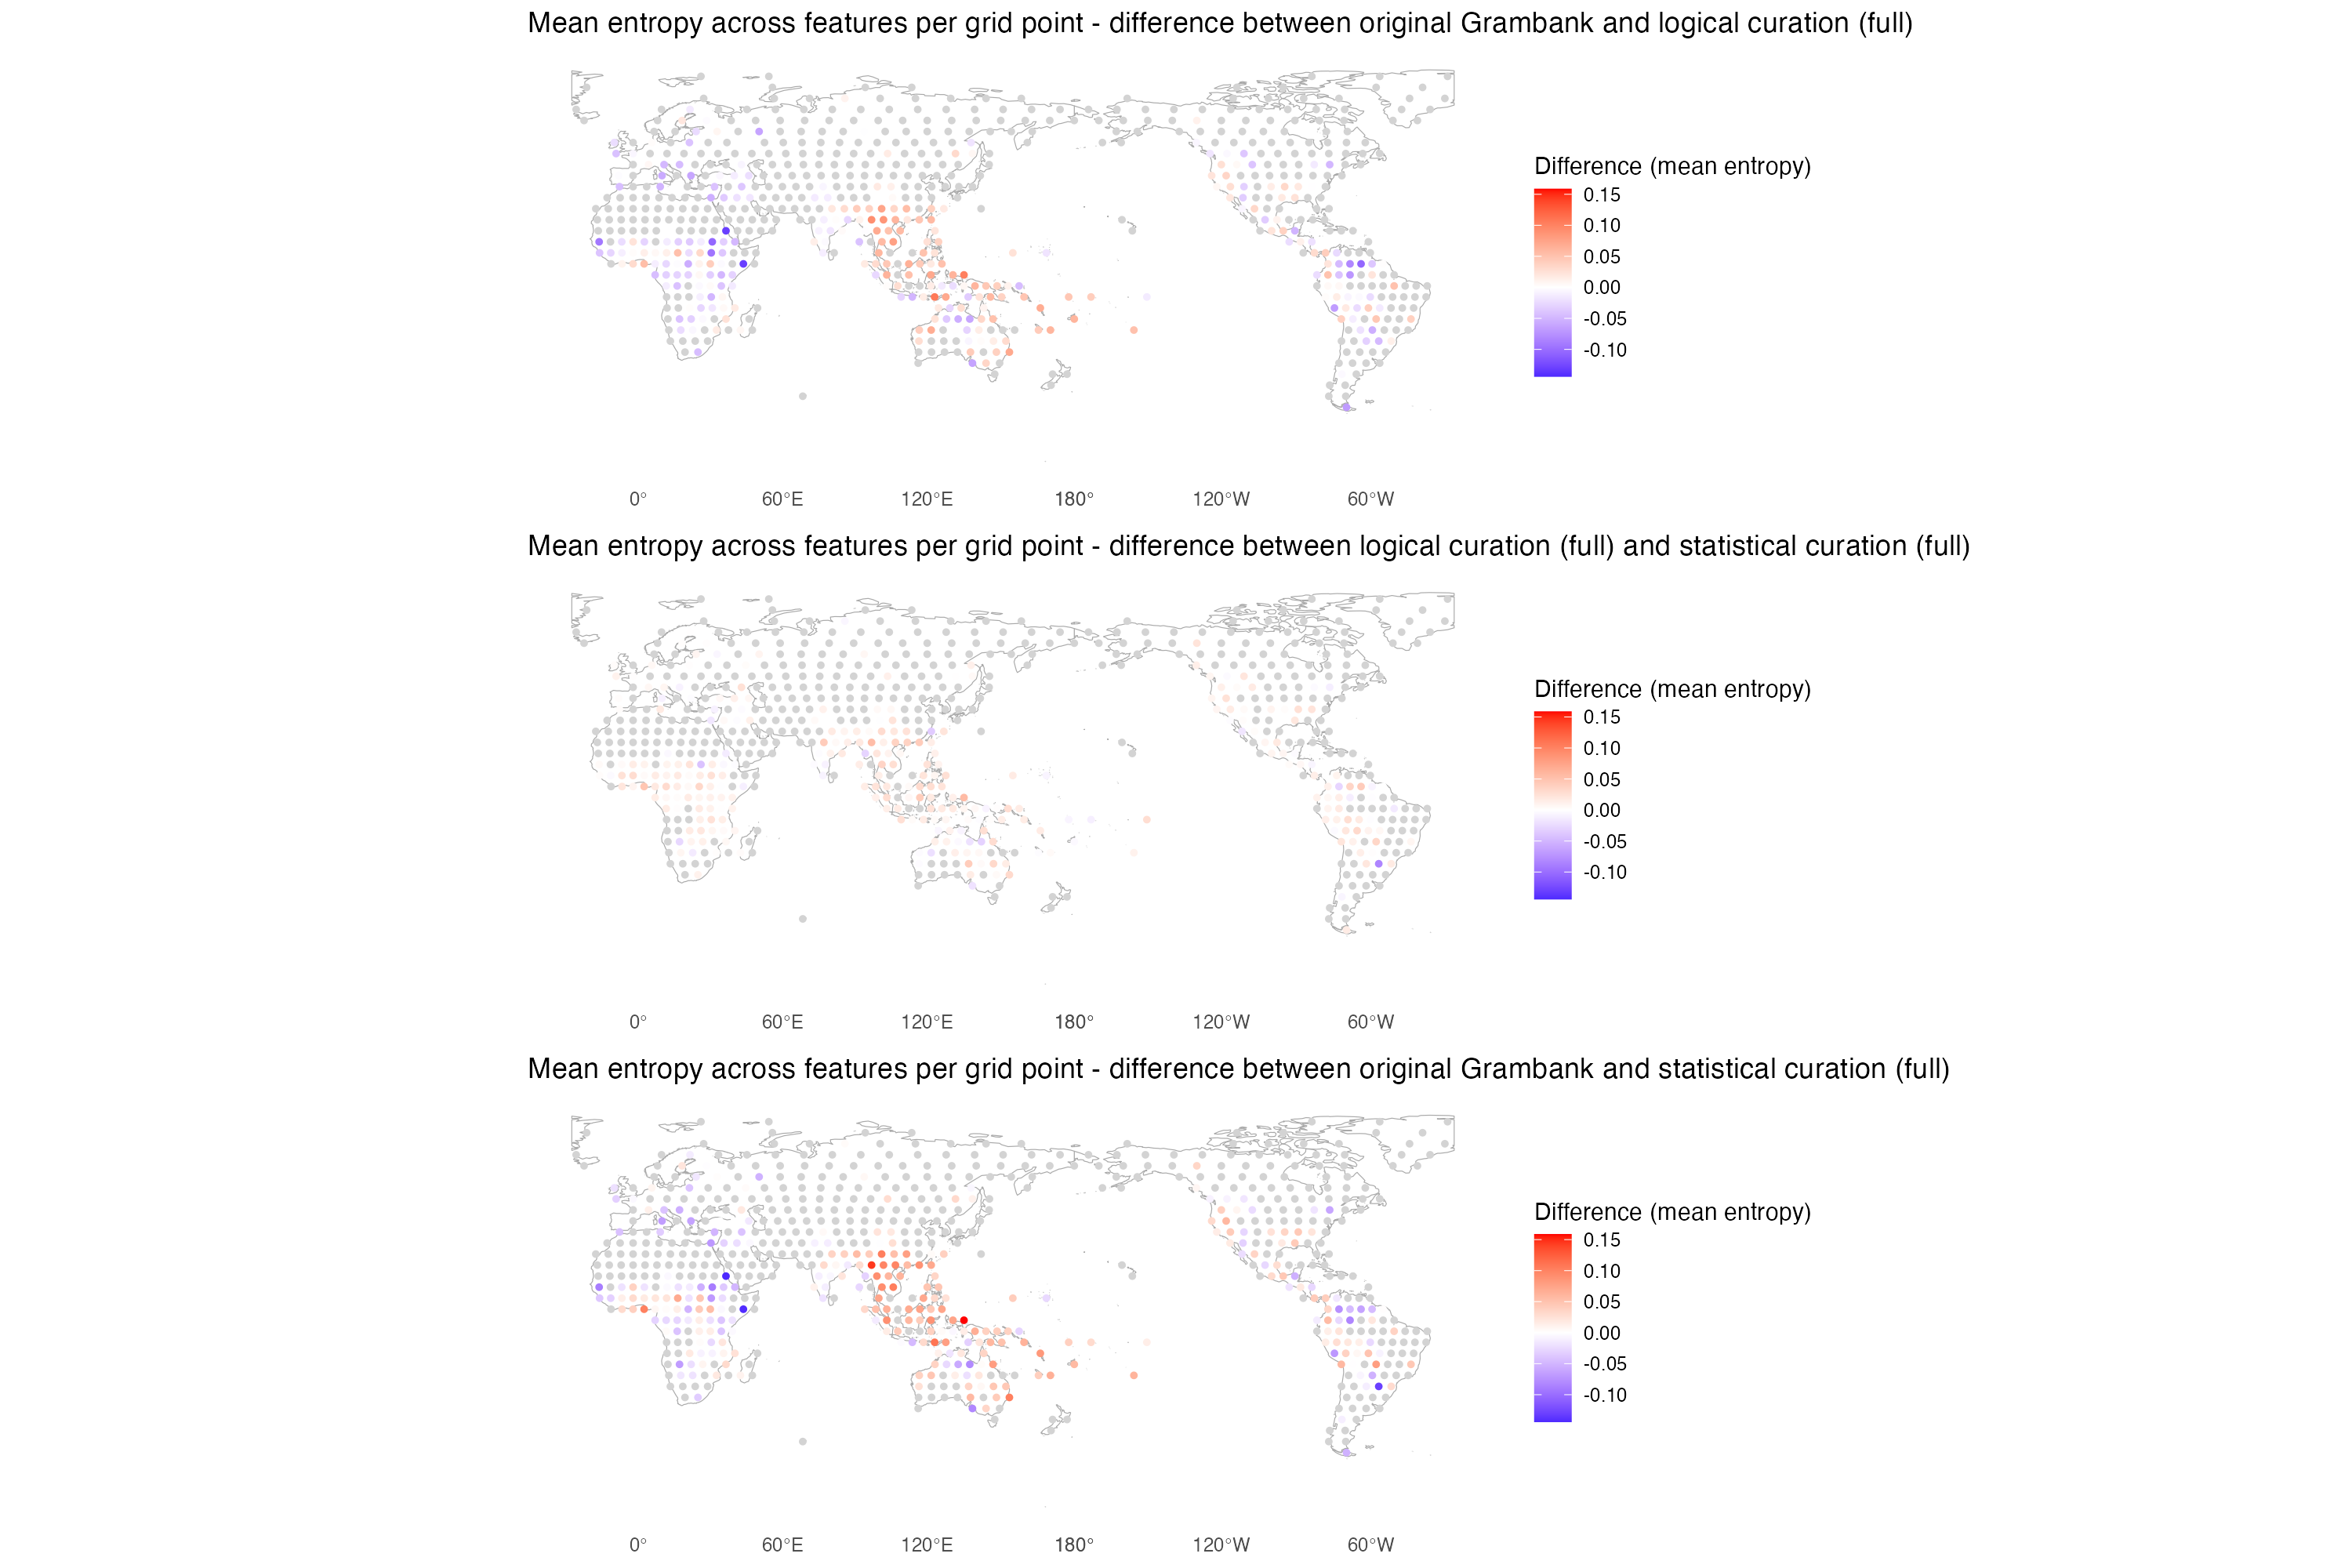 Mean entropy across features per grid point - difference between original Grambank and logical curation (full)
Difference (mean entropy)
0.15
0.10
0.05
0.00
-0.05
-0.10
0°
60°E
120°E
180°
120°W
60°W
Mean entropy across features per grid point - difference between logical curation (full) and statistical curation (full)
Difference (mean entropy)
0.15
0.10
0.05
0.00
-0.05
-0.10
0°
60°E
120°E
180°
120°W
60°W
Mean entropy across features per grid point - difference between original Grambank and statistical curation (full)
Difference (mean entropy)
0.15
0.10
0.05
0.00
-0.05
-0.10
0°
60°E
120°E
180°
120°W
60°W